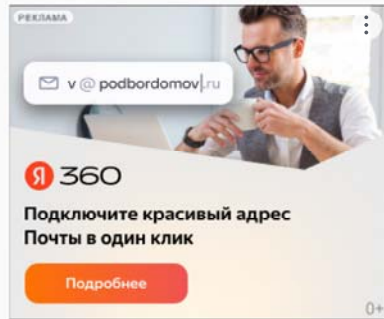 РЕКЛАМА
v @ podbordomov.ru
Я 360
Подключите красивый адрес
Почты в один клик
Подробнее
0+